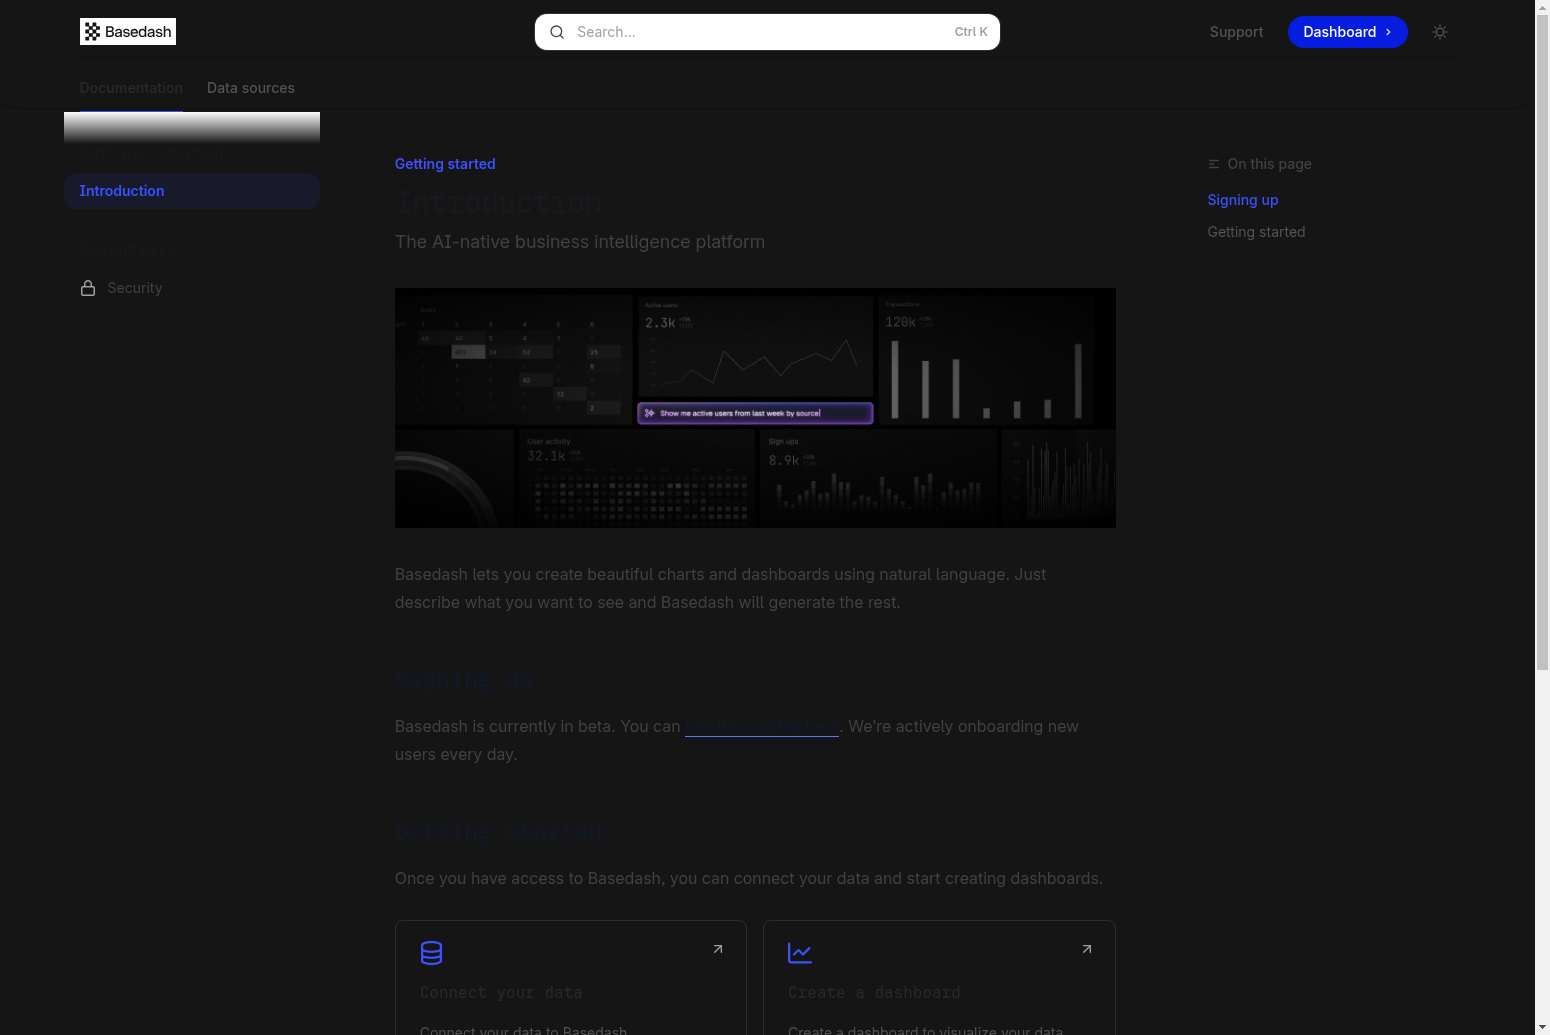 Basedash
Search...
Ctrl K
Support
Dashboard
Documentation
Data sources
Getting started
Introduction
Essentials
Security
Getting started
Introduction
The AI-native business intelligence platform
On this page
Signing up
Getting started
Active users
2.3k
Transactions
120k
Show me active users from last week by source
User activity
32.1k
Sign ups
8.9k
Basedash lets you create beautiful charts and dashboards using natural language. Just
describe what you want to see and Basedash will generate the rest.
Signing up
Basedash is currently in beta. You can . We're actively onboarding new
users every day.
Getting started
Once you have access to Basedash, you can connect your data and start creating dashboards.
Connect your data
Connect your data to Basedash
Create a dashboard
Create a dashboard to visualize your data